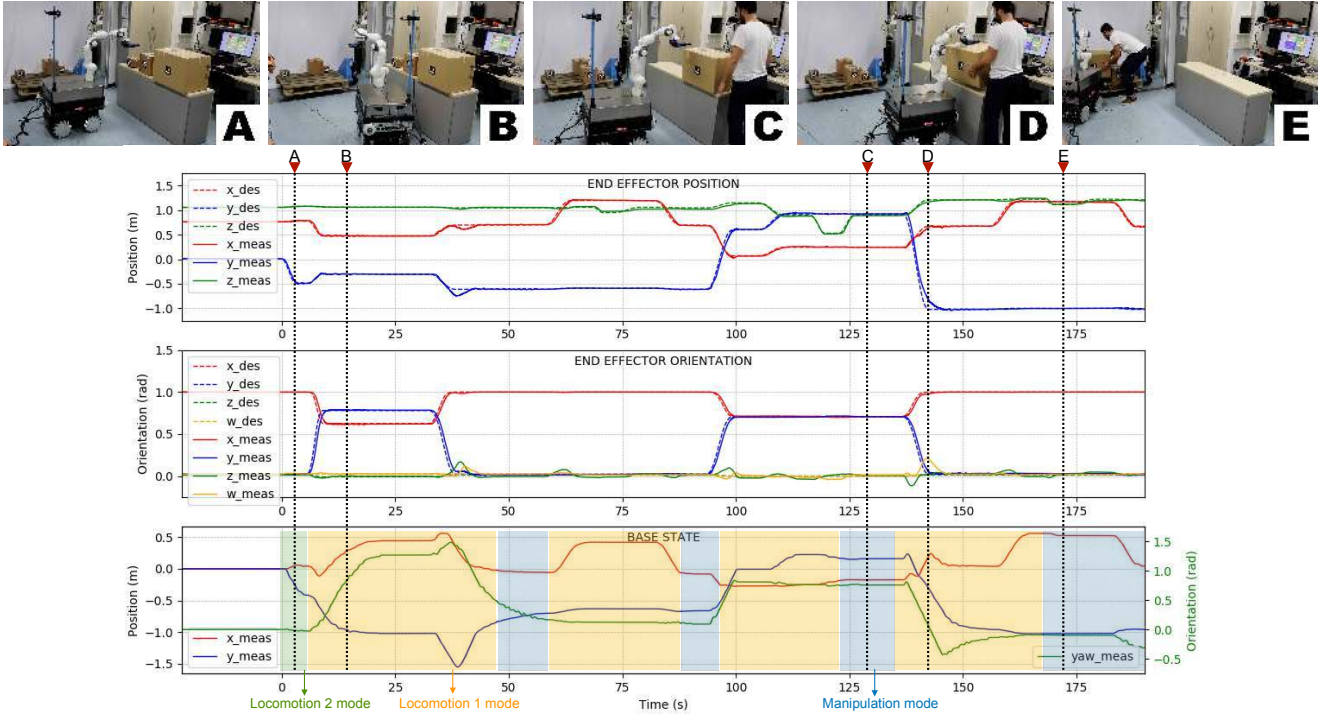 A
B
C
D
E
A
B
C
D
E
END EFFECTOR POSITION
x_des
y_des
z_des
x_meas
y_meas
z_meas
Position (m)
1.5
1.0
0.5
0.0
−0.5
−1.0
0
25
50
75
100
125
150
175
END EFFECTOR ORIENTATION
x_des
y_des
z_des
w_des
x_meas
y_meas
z_meas
w_meas
Orientation (rad)
1.5
1.0
0.5
0.0
0
25
50
75
100
125
150
175
BASE STATE
Position (m)
0.5
0.0
−0.5
−1.0
−1.5
x_meas
y_meas
yaw_meas
1.5
1.0
0.5
0.0
−0.5
Orientation (rad)
0
25
50
75
100
125
150
175
Locomotion 2 mode
Locomotion 1 mode
Time (s)
Manipulation mode